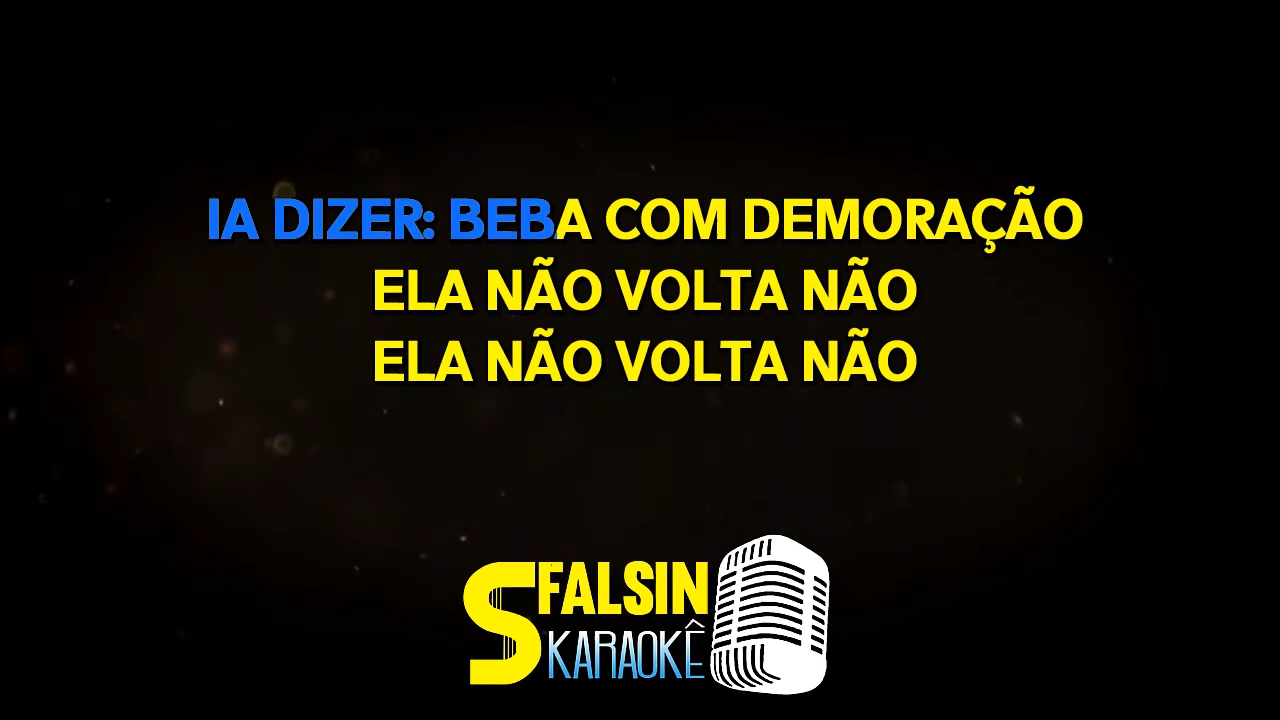 IA DIZER: BEBA COM DEMORAÇÃO
ELA NÃO VOLTA NÃO
ELA NÃO VOLTA NÃO
S FALSIN
KARAOKÊ